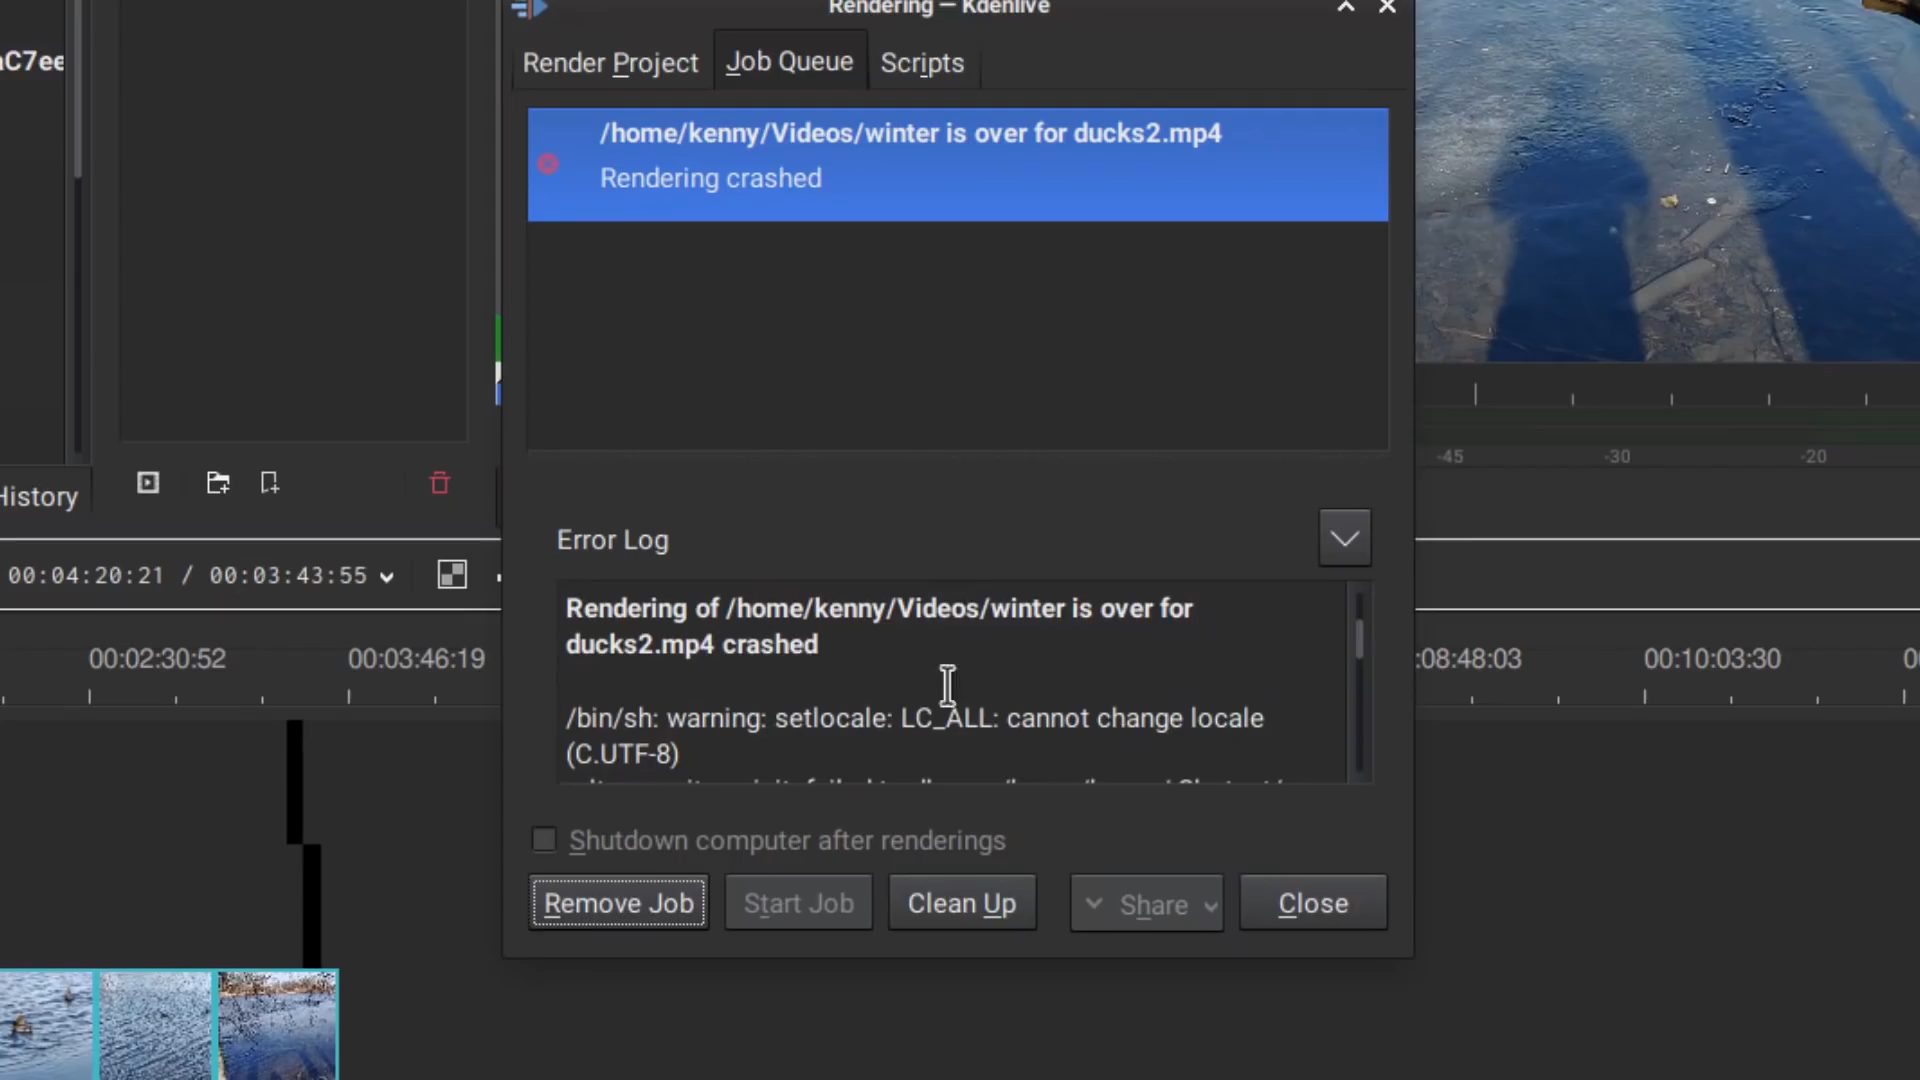 Rendering — Kdenlive
Render Project
Job Queue
Scripts
/home/kenny/Videos/winter is over for ducks2.mp4
Rendering crashed
History
-45
-30
-20
Error Log
00:04:20:21 / 00:03:43:55
Rendering of /home/kenny/Videos/winter is over for
ducks2.mp4 crashed
00:02:30:52
00:03:46:19
:08:48:03
00:10:03:30
/bin/sh: warning: setlocale: LC_ALL: cannot change locale
(C.UTF-8)
Shutdown computer after renderings
Remove Job
Start Job
Clean Up
Share
Close